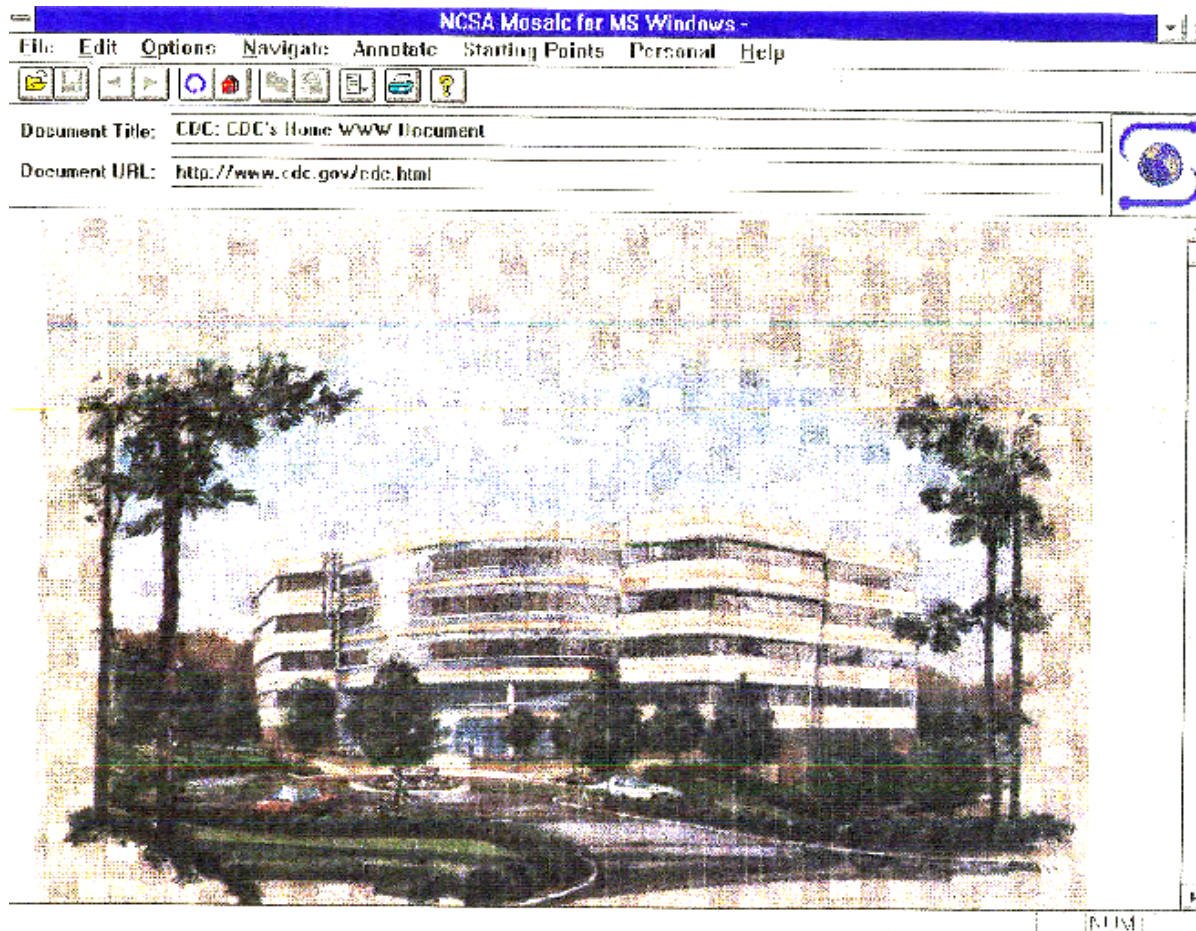 NCSA Mosaic for MS Windows -
File Edit Options Navigate Annotate Starting Points Personal Help
Document Title: CDC: CDC's Home WWW Document
Document URL: http://www.cdc.gov/cdc.html
NUM